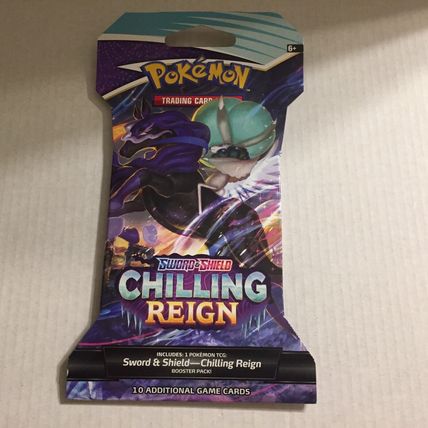 6+
POKÉMON
TRADING CARD
SWORD & SHIELD
CHILLING
REIGN
INCLUDES: 1 POKÉMON TCG:
Sword & Shield—Chilling Reign
BOOSTER PACK!
10 ADDITIONAL GAME CARDS